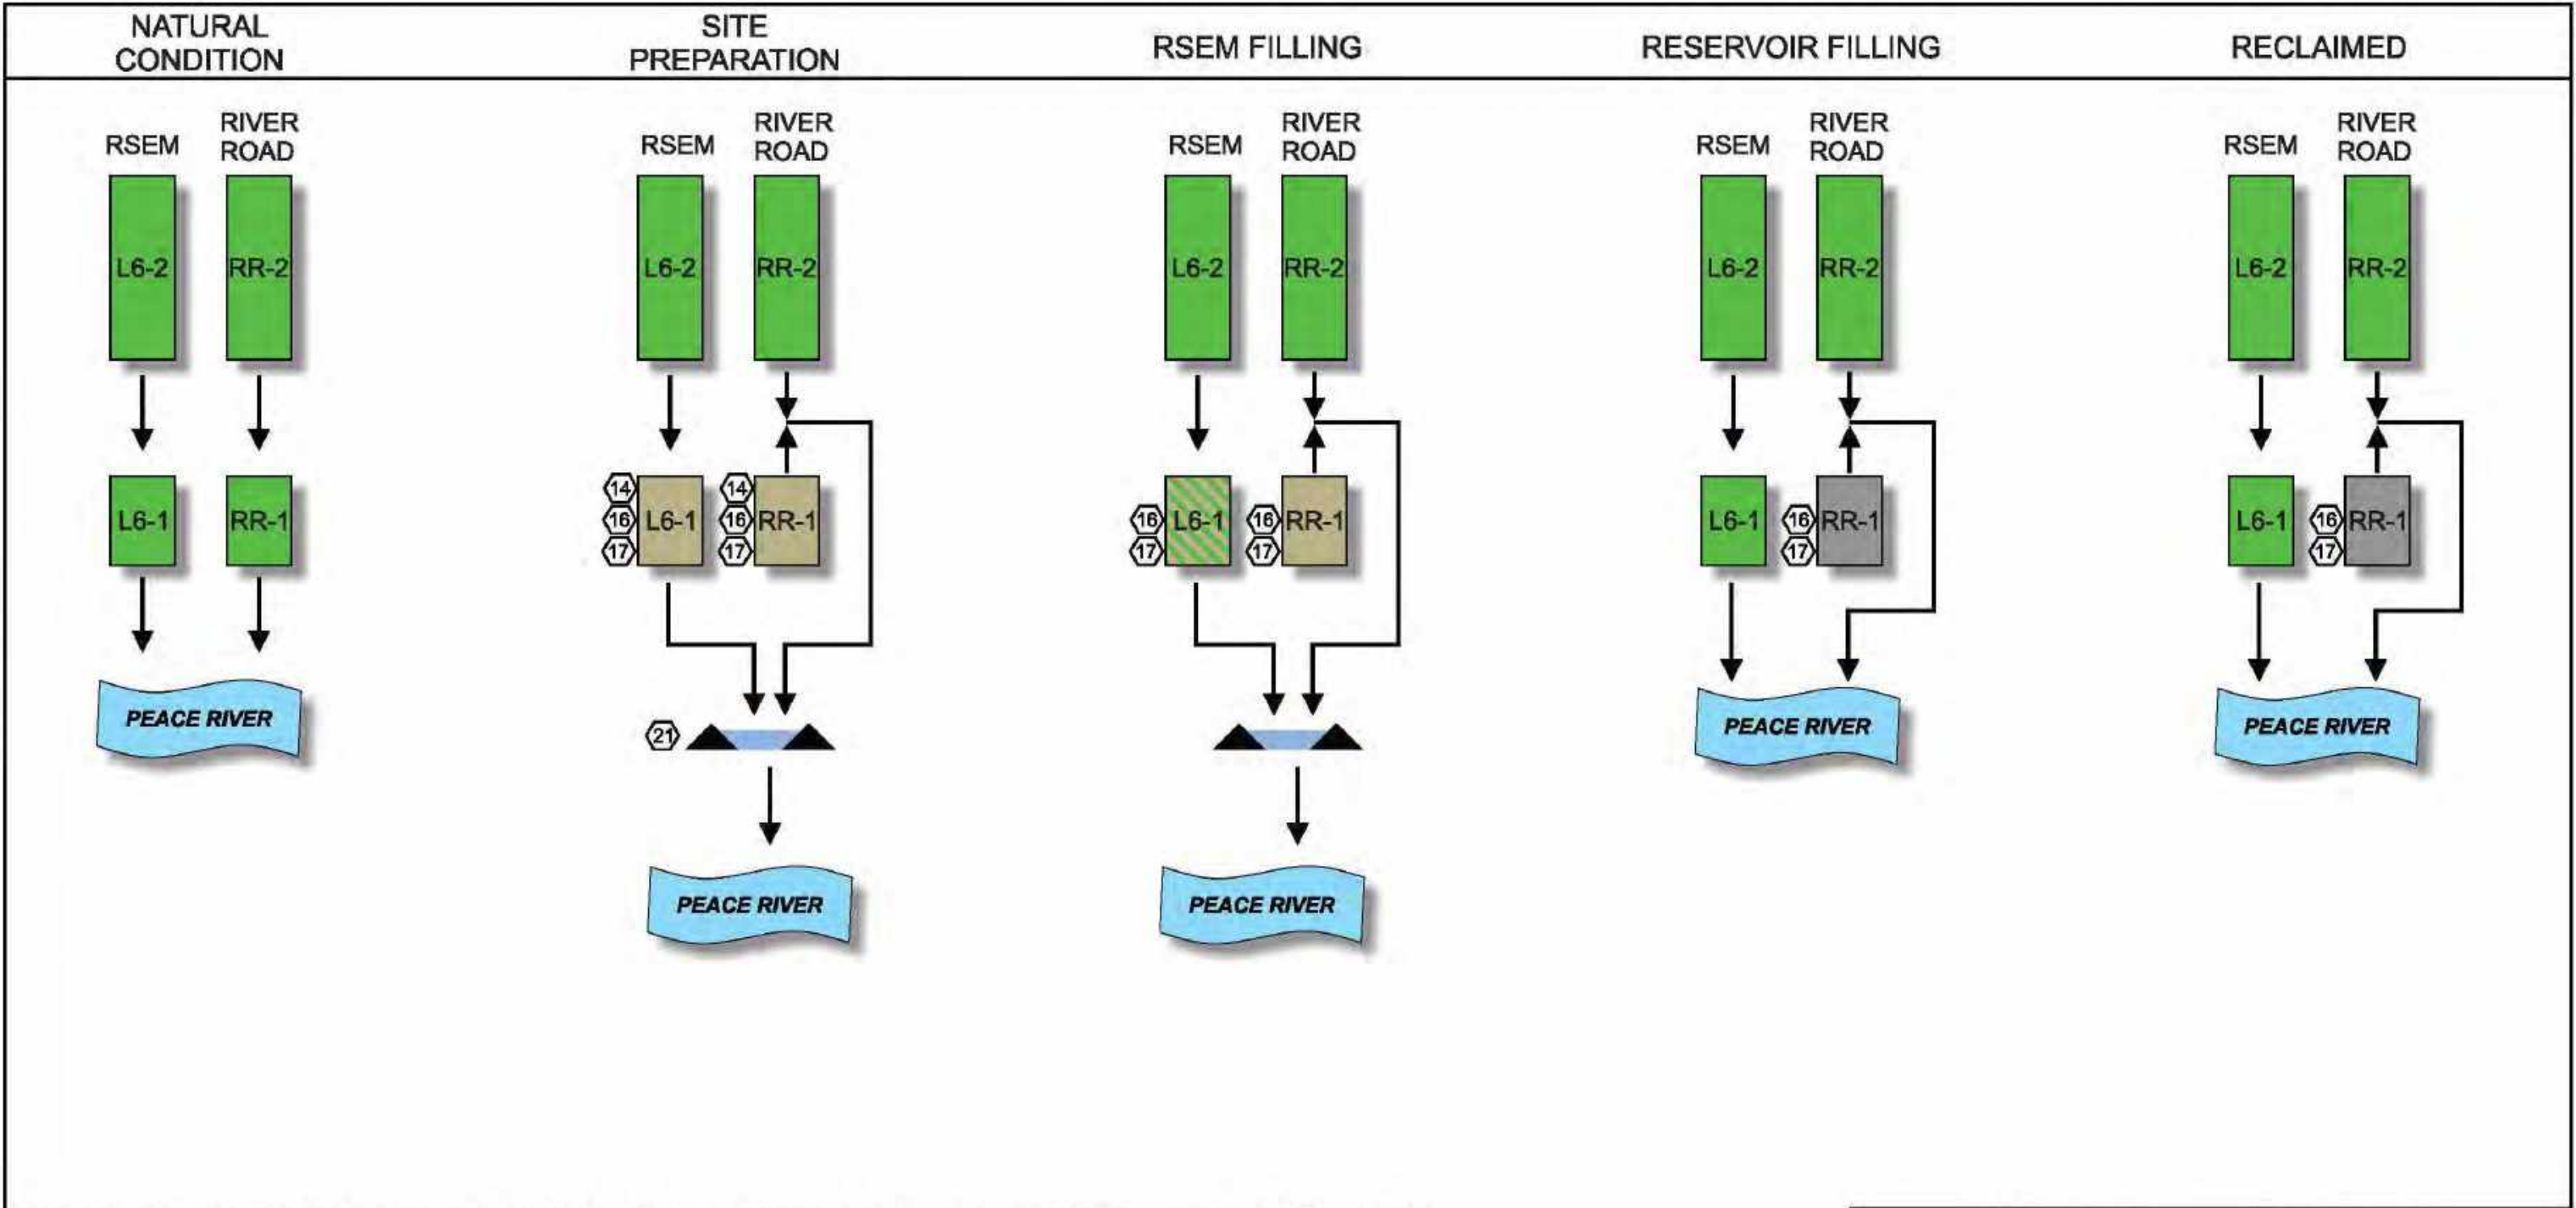 NATURAL
CONDITION
SITE
PREPARATION
RSEM FILLING
RESERVOIR FILLING
RECLAIMED
RSEM
RIVER
ROAD
L6-2
RR-2
L6-1
RR-1
PEACE RIVER
RSEM
RIVER
ROAD
L6-2
RR-2
14
16
17
L6-1
14
16
17
RR-1
21
PEACE RIVER
RSEM
RIVER
ROAD
L6-2
RR-2
16
17
L6-1
16
17
RR-1
PEACE RIVER
RSEM
RIVER
ROAD
L6-2
RR-2
L6-1
16
17
RR-1
PEACE RIVER
RSEM
RIVER
ROAD
L6-2
RR-2
L6-1
16
17
RR-1
PEACE RIVER